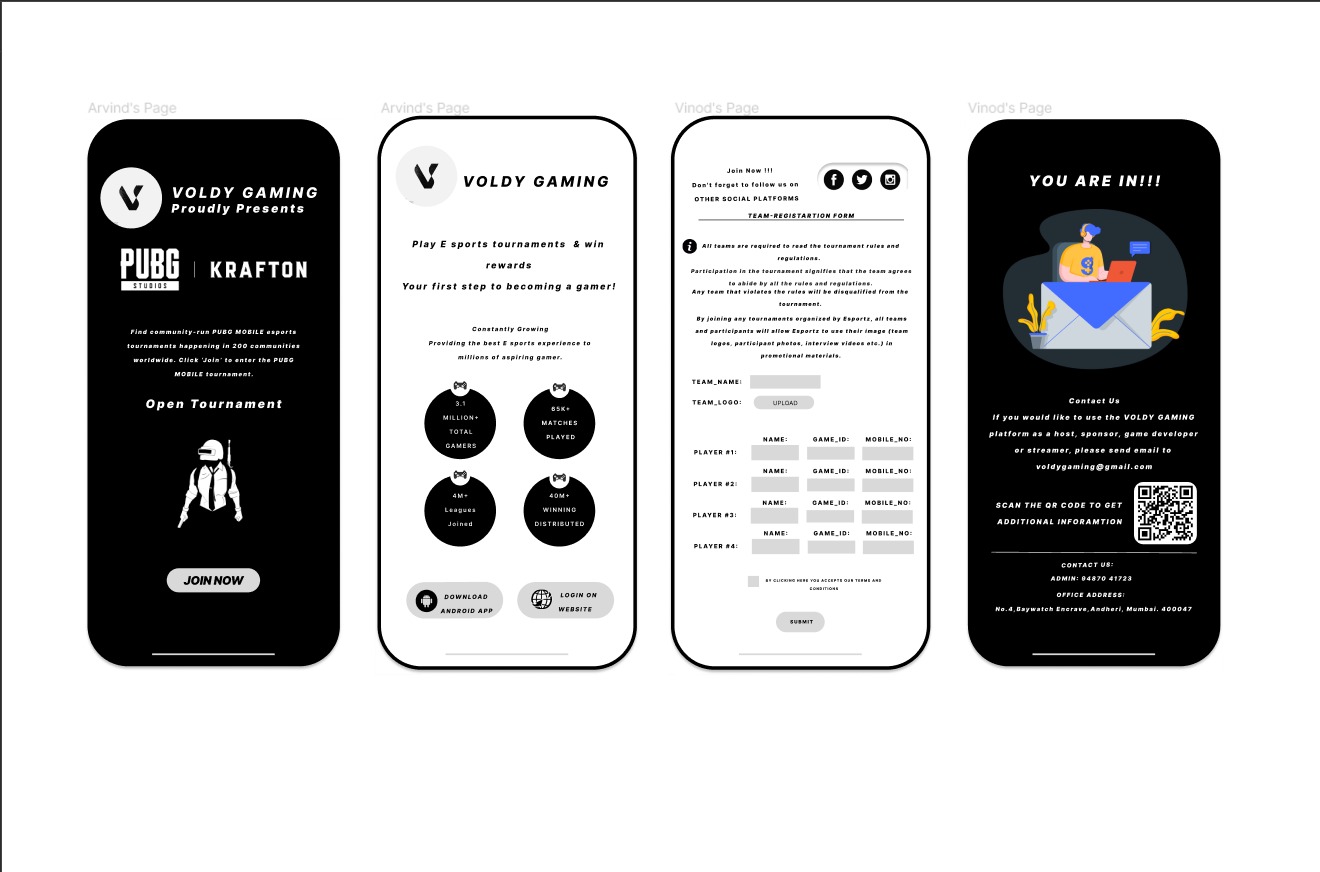 Arvind's Page
VOLDY GAMING
Proudly Presents
PUBG
STUDIOS
KRAFTON
Find community-run PUBG MOBILE esports
tournaments happening in 200 communities
worldwide. Click 'Join' to enter the PUBG
MOBILE tournament.
Open Tournament
JOIN NOW
Arvind's Page
VOLDY GAMING
Play E sports tournaments & win
rewards
Your first step to becoming a gamer!
Constantly Growing
Providing the best E sports experience to
millions of aspiring gamer.
3.1
MILLION+
TOTAL
GAMERS
65K+
MATCHES
PLAYED
4M+
Leagues
Joined
40M+
WINNING
DISTRIBUTED
DOWNLOAD
ANDROID APP
LOGIN ON
WEBSITE
Vinod's Page
Join Now !!!
Don't forget to follow us on
OTHER SOCIAL PLATFORMS
TEAM-REGISTARTION FORM
All teams are required to read the tournament rules and
regulations.
Participation in the tournament signifies that the team agrees
to abide by all the rules and regulations.
Any team that violates the rules will be disqualified from the
tournament.
By joining any tournaments organized by Esportz, all teams
and participants will allow Esportz to use their image (team
logos, participant photos, interview videos etc.) in
promotional materials.
TEAM_NAME:
TEAM_LOGO: UPLOAD
NAME: GAME_ID: MOBILE_NO:
PLAYER #1:
NAME: GAME_ID: MOBILE_NO:
PLAYER #2:
NAME: GAME_ID: MOBILE_NO:
PLAYER #3:
NAME: GAME_ID: MOBILE_NO:
PLAYER #4:
BY CLICKING HERE YOU ACCEPTS OUR TERMS AND
CONDITIONS
SUBMIT
Vinod's Page
YOU ARE IN!!!
Contact Us
If you would like to use the VOLDY GAMING
platform as a host, sponsor, game developer
or streamer, please send email to
voldygaming@gmail.com
SCAN THE QR CODE TO GET
ADDITIONAL INFORAMTION
CONTACT US:
ADMIN: 94870 41723
OFFICE ADDRESS:
No.4,Baywatch Encrave,Andheri, Mumbai. 400047